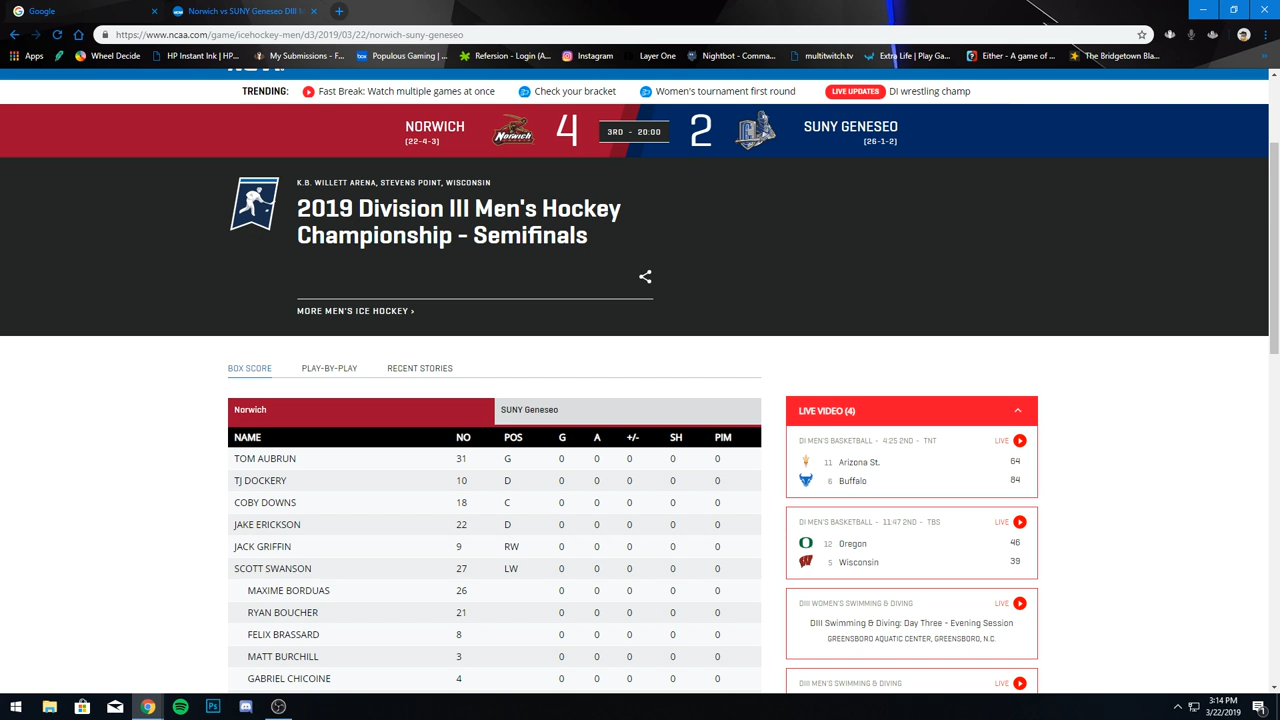 Google
Norwich vs SUNY Geneseo DIII M
https://www.ncaa.com/game/icehockey-men/d3/2019/03/22/norwich-suny-geneseo
Apps Wheel Decide HP Instant Ink | HP... My Submissions - F... Populous Gaming |... Refersion - Login (A... Instagram Layer One Nightbot - Comma... multitwitch.tv Extra Life | Play Ga... Either - A game of ... The Bridgetown Bla...
TRENDING: Fast Break: Watch multiple games at once Check your bracket Women's tournament first round LIVE UPDATES DI wrestling champ
NORWICH
(22-4-3)
Norwich
4
3RD - 20:00
2
SUNY GENESEO
(26-1-2)
K.B. WILLETT ARENA, STEVENS POINT, WISCONSIN
2019 Division III Men's Hockey
Championship - Semifinals
MORE MEN'S ICE HOCKEY ›
BOX SCORE PLAY-BY-PLAY RECENT STORIES
Norwich SUNY Geneseo
NAME NO POS G A +/- SH PIM
TOM AUBRUN 31 G 0 0 0 0 0
TJ DOCKERY 10 D 0 0 0 0 0
COBY DOWNS 18 C 0 0 0 0 0
JAKE ERICKSON 22 D 0 0 0 0 0
JACK GRIFFIN 9 RW 0 0 0 0 0
SCOTT SWANSON 27 LW 0 0 0 0 0
MAXIME BORDUAS 26 0 0 0 0 0
RYAN BOUCHER 21 0 0 0 0 0
FELIX BRASSARD 8 0 0 0 0 0
MATT BURCHILL 3 0 0 0 0 0
GABRIEL CHICOINE 4 0 0 0 0 0
LIVE VIDEO (4)
DI MEN'S BASKETBALL - 4:25 2ND - TNT LIVE
11 Arizona St. 64
6 Buffalo 84
DI MEN'S BASKETBALL - 11:47 2ND - TBS LIVE
12 Oregon 46
5 Wisconsin 39
DIII WOMEN'S SWIMMING & DIVING LIVE
DIII Swimming & Diving: Day Three - Evening Session
GREENSBORO AQUATIC CENTER, GREENSBORO, N.C.
DIII MEN'S SWIMMING & DIVING LIVE
3:14 PM
3/22/2019